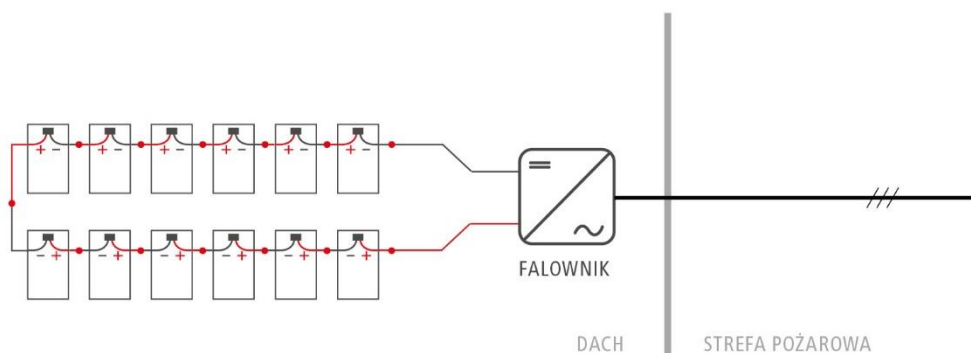 + - + - + - + - + - + -
- + - + - + - + - + - +
FALOWNIK
DACH STREFA POŻAROWA